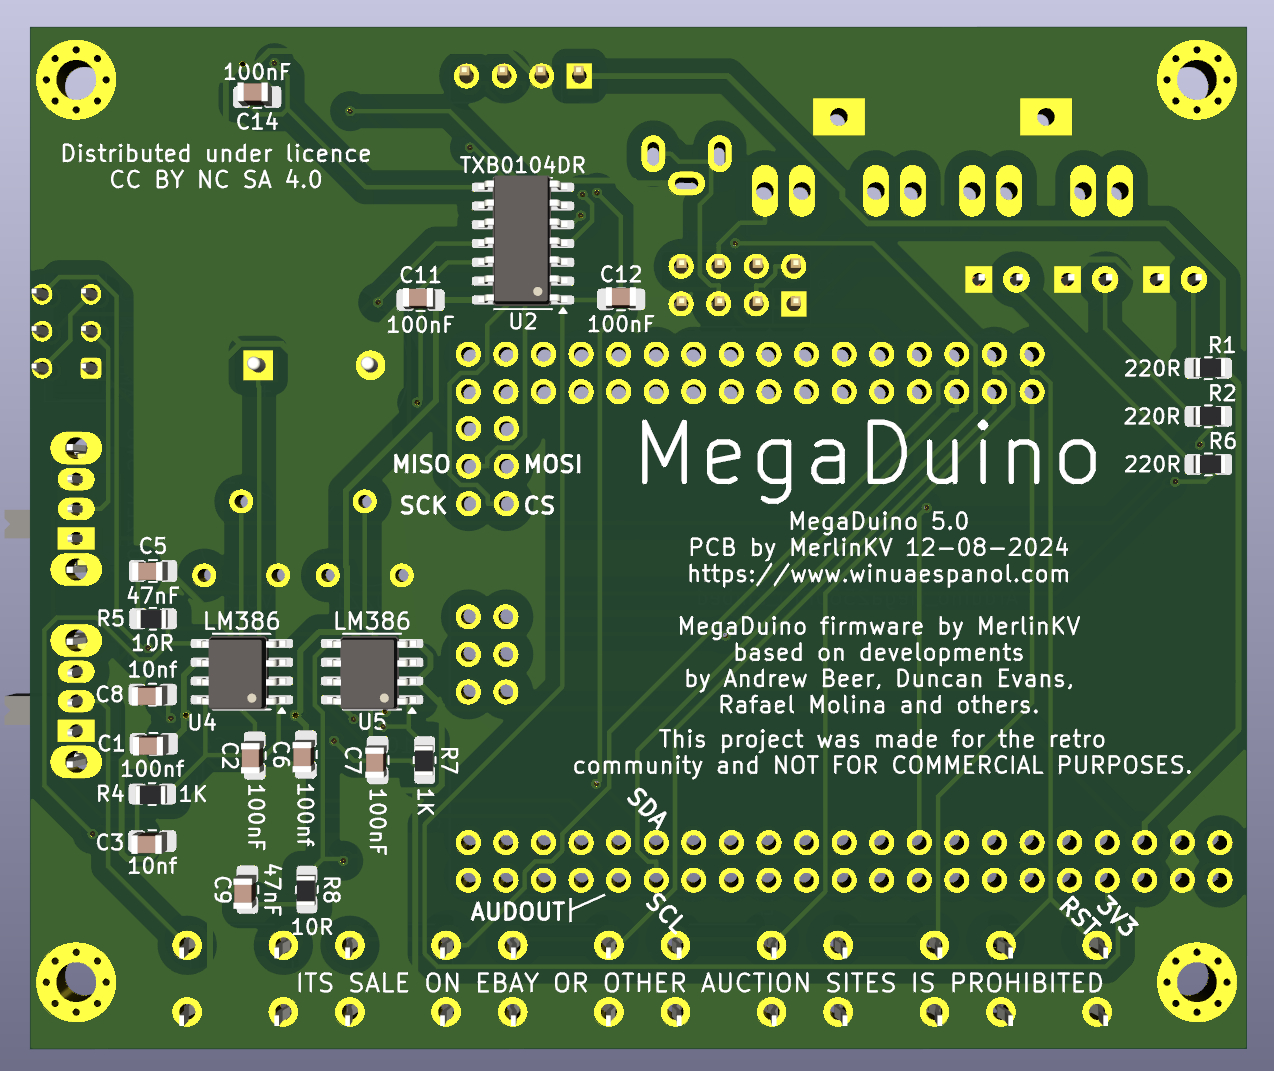 100nF
C14
Distributed under licence
CC BY NC SA 4.0
TXB0104DR
C11
100nF
U2
C12
100nF
R1
220R
R2
220R
R6
220R
MISO
MOSI
SCK
CS
MegaDuino
MegaDuino 5.0
PCB by MerlinKV 12-08-2024
https://www.winuaespanol.com
MegaDuino firmware by MerlinKV
based on developments
by Andrew Beer, Duncan Evans,
Rafael Molina and others.
This project was made for the retro
community and NOT FOR COMMERCIAL PURPOSES.
C5
47nF
R5
10R
10nf
C8
C1
100nf
R4
1K
C3
10nf
LM386
U4
LM386
U5
C2
100nF
C6
100nf
C7
100nF
R7
1K
C9
47nF
R8
10R
SDA
SCL
AUDOUT
RST
3V3
ITS SALE ON EBAY OR OTHER AUCTION SITES IS PROHIBITED